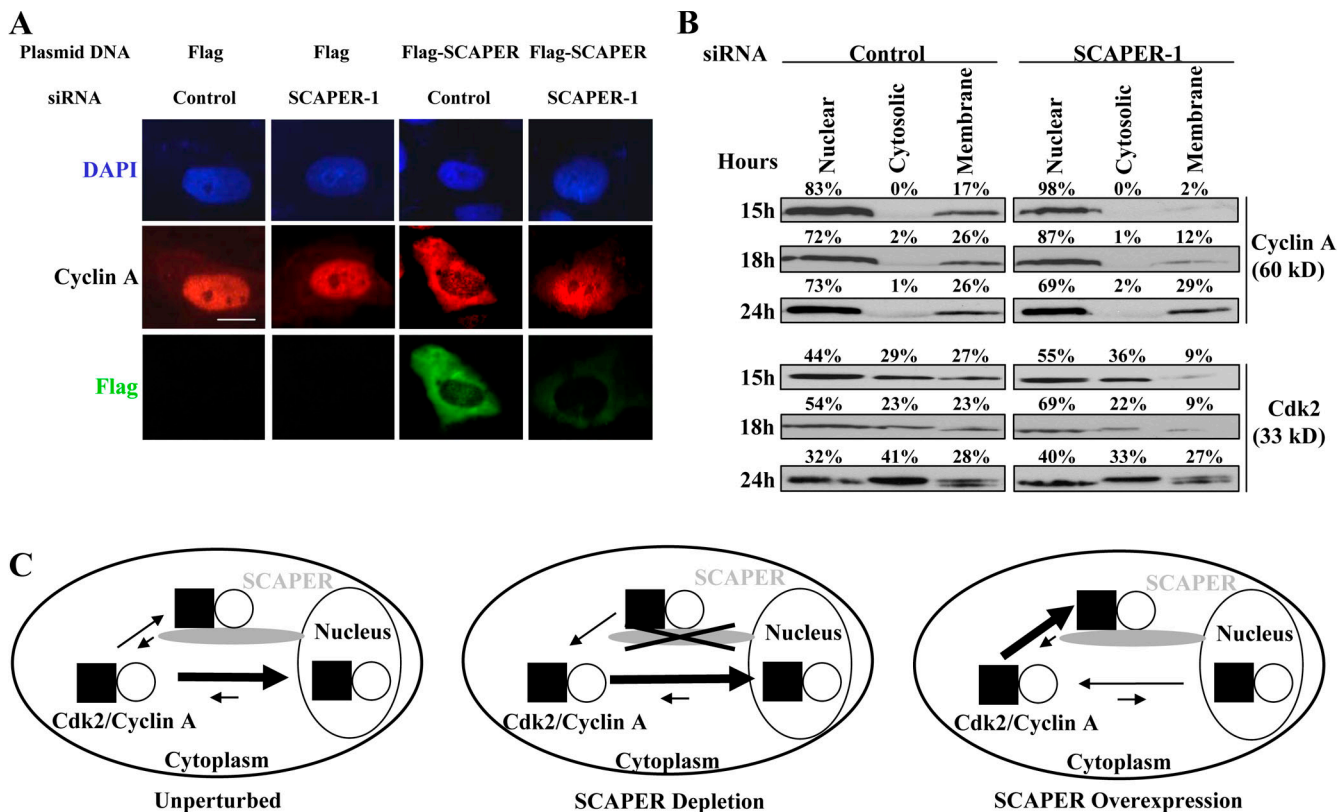 A
Plasmid DNA Flag Flag Flag-SCAPER Flag-SCAPER
siRNA Control SCAPER-1 Control SCAPER-1
DAPI
Cyclin A
Flag
B
siRNA Control SCAPER-1
Hours Nuclear Cytosolic Membrane Nuclear Cytosolic Membrane
83% 0% 17% 98% 0% 2%
15h
72% 2% 26% 87% 1% 12%
18h
73% 1% 26% 69% 2% 29%
24h
Cyclin A
(60 kD)
44% 29% 27% 55% 36% 9%
15h
54% 23% 23% 69% 22% 9%
18h
32% 41% 28% 40% 33% 27%
24h
Cdk2
(33 kD)
C
SCAPER
Nucleus
Cdk2/Cyclin A
Cytoplasm
Unperturbed
SCAPER
Nucleus
Cdk2/Cyclin A
Cytoplasm
SCAPER Depletion
SCAPER
Nucleus
Cdk2/Cyclin A
Cytoplasm
SCAPER Overexpression